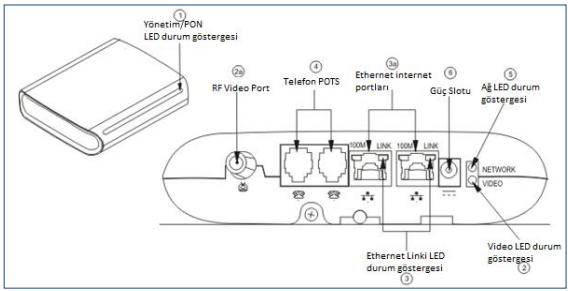 1
Yönetim/PON
LED durum göstergesi
2a
RF Video Port
4
Telefon POTS
3a
Ethernet internet
portları
6
Güç Slotu
5
Ağ LED durum
göstergesi
100M LINK
100M LINK
NETWORK
VIDEO
Ethernet Linki LED
durum göstergesi
3
Video LED durum
göstergesi
2